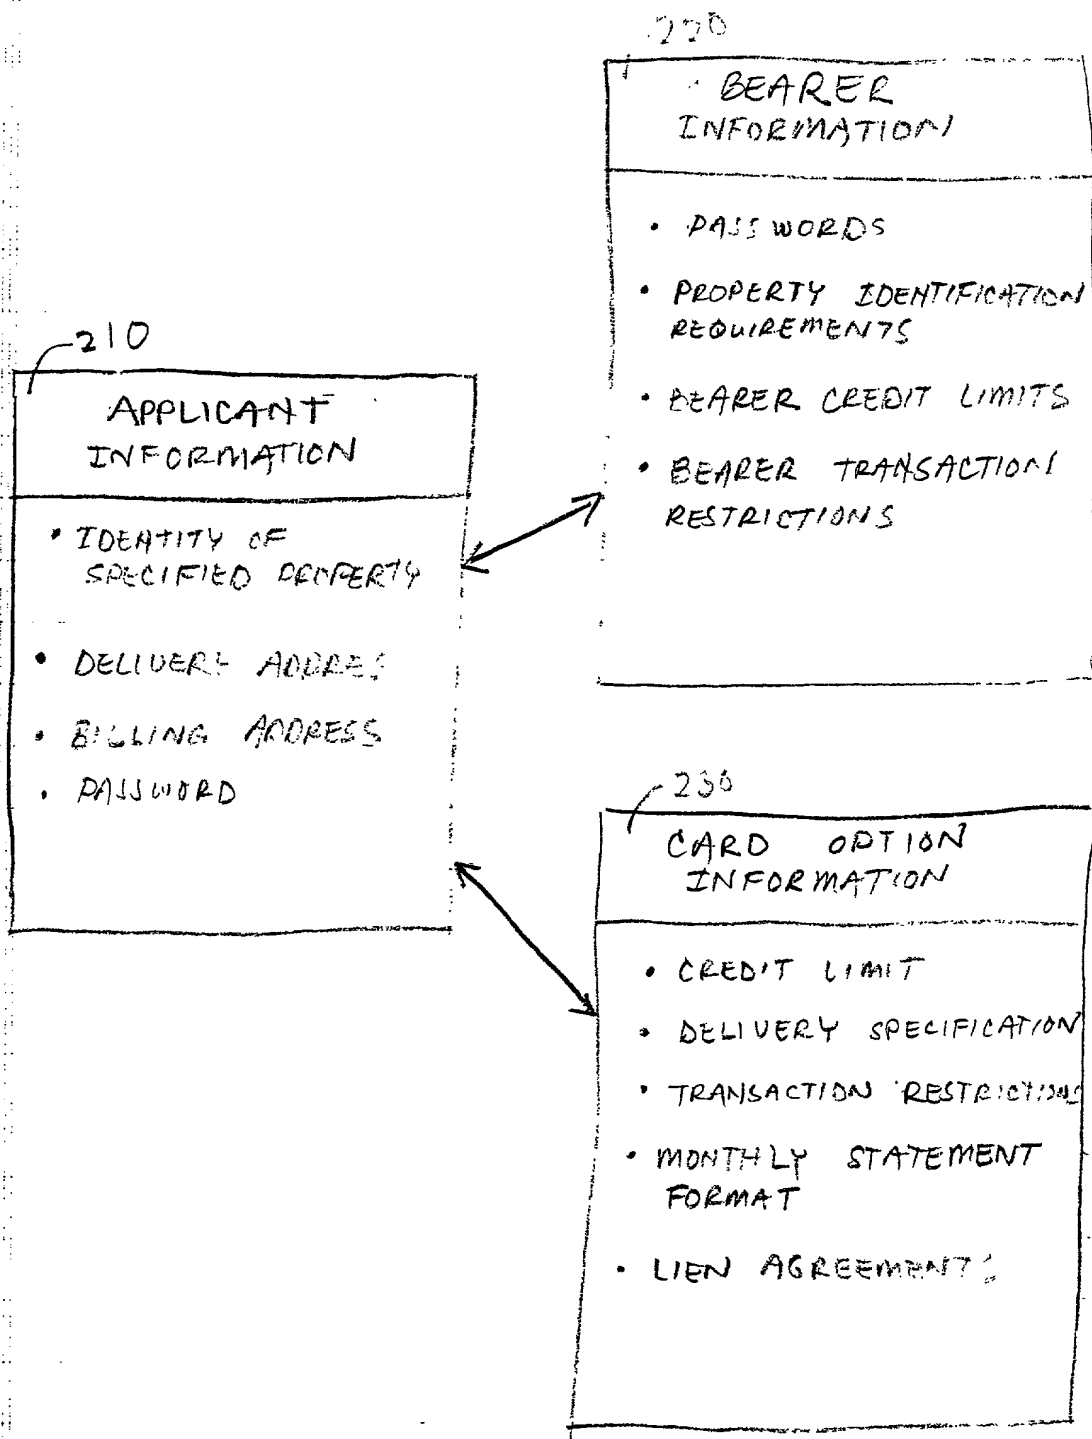 220
BEARER
INFORMATION
• PASSWORDS
• PROPERTY IDENTIFICATION
REQUIREMENTS
• BEARER CREDIT LIMITS
• BEARER TRANSACTION
RESTRICTIONS
210
APPLICANT
INFORMATION
• IDENTITY OF
SPECIFIED PROPERTY
• DELIVERY ADDRES
• BILLING ADDRESS
• PASSWORD
230
CARD OPTION
INFORMATION
• CREDIT LIMIT
• DELIVERY SPECIFICATION
• TRANSACTION RESTRICTIONS
• MONTHLY STATEMENT
FORMAT
• LIEN AGREEMENTS